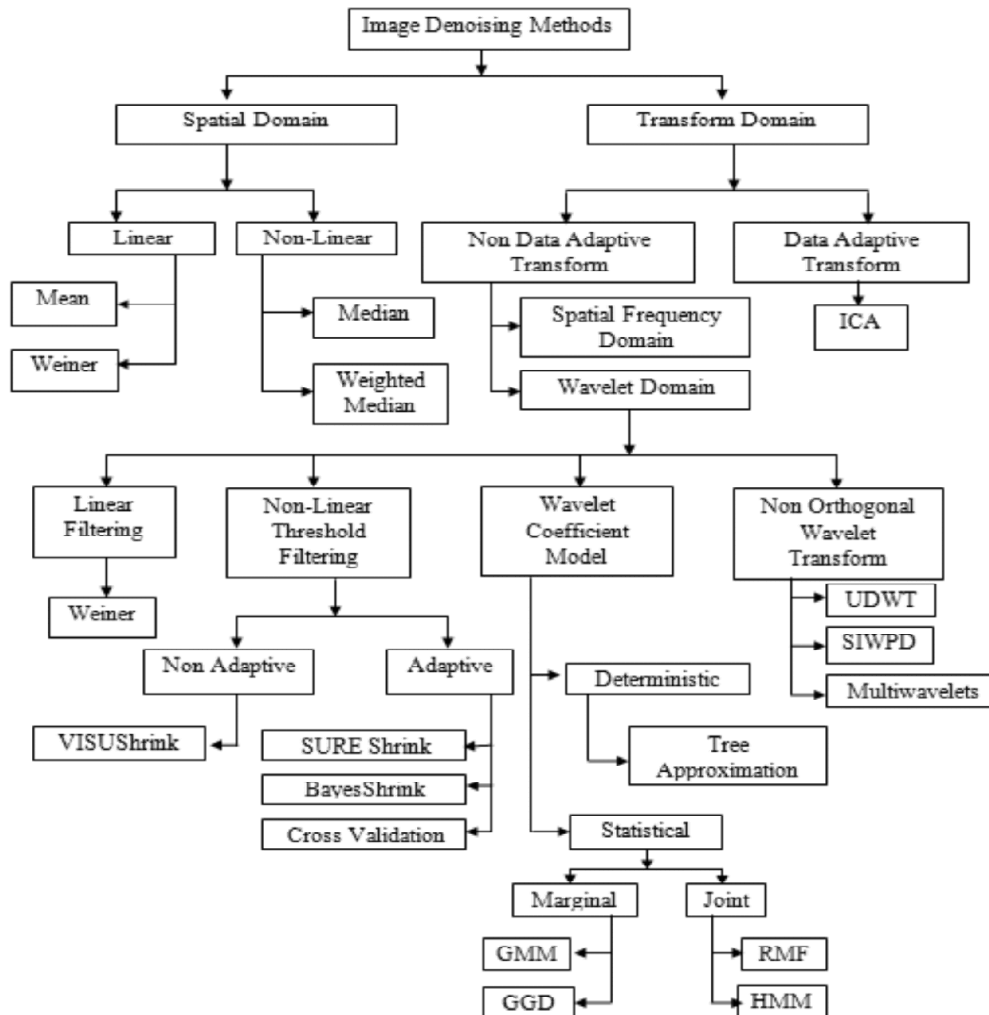 Image Denoising Methods
Spatial Domain
Transform Domain
Linear
Non-Linear
Non Data Adaptive
Transform
Data Adaptive
Transform
Mean
Weiner
Median
Weighted
Median
Spatial Frequency
Domain
Wavelet Domain
ICA
Linear
Filtering
Non-Linear
Threshold
Filtering
Wavelet
Coefficient
Model
Non Orthogonal
Wavelet
Transform
Weiner
Non Adaptive
Adaptive
VISUShrink
SURE Shrink
BayesShrink
Cross Validation
Deterministic
Tree
Approximation
Statistical
Marginal
Joint
GMM
GGD
RMF
HMM
UDWT
SIWPD
Multiwavelets